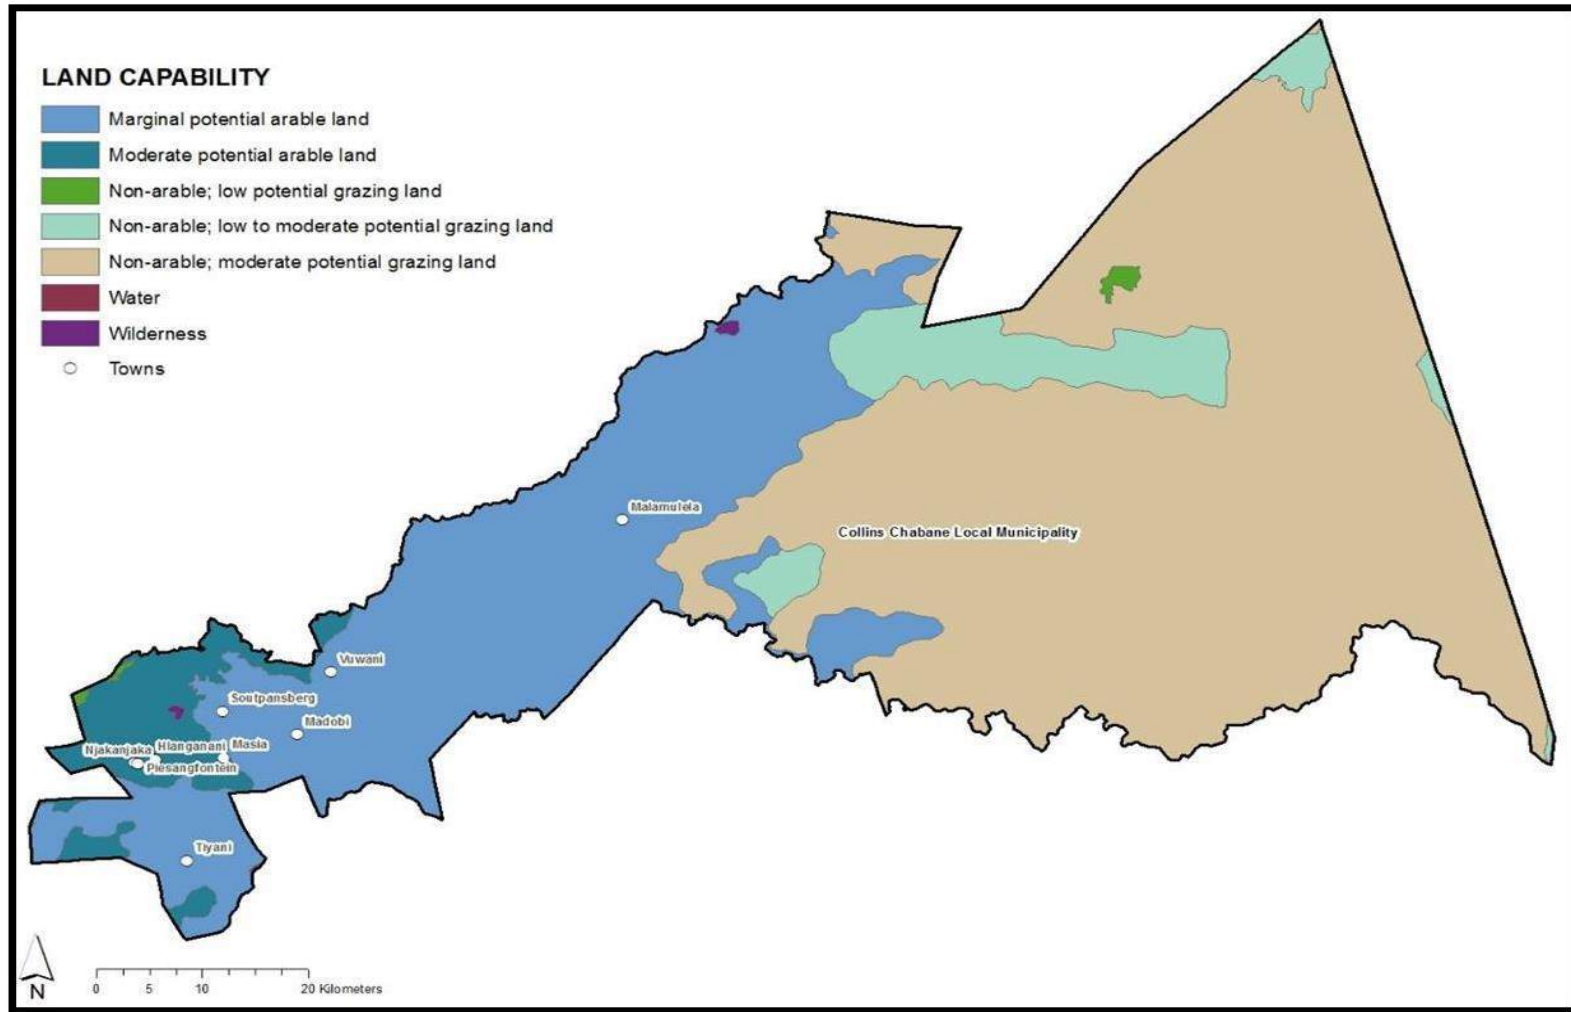 LAND CAPABILITY
Marginal potential arable land
Moderate potential arable land
Non-arable; low potential grazing land
Non-arable; low to moderate potential grazing land
Non-arable; moderate potential grazing land
Water
Wilderness
Towns
Malamulela
Collins Chabane Local Municipality
Vuwani
Soutpansberg
Madobi
Njakanjaka
Hlanganani
Masia
Piesangfontein
Tiyani
N
0 5 10 20 Kilometers